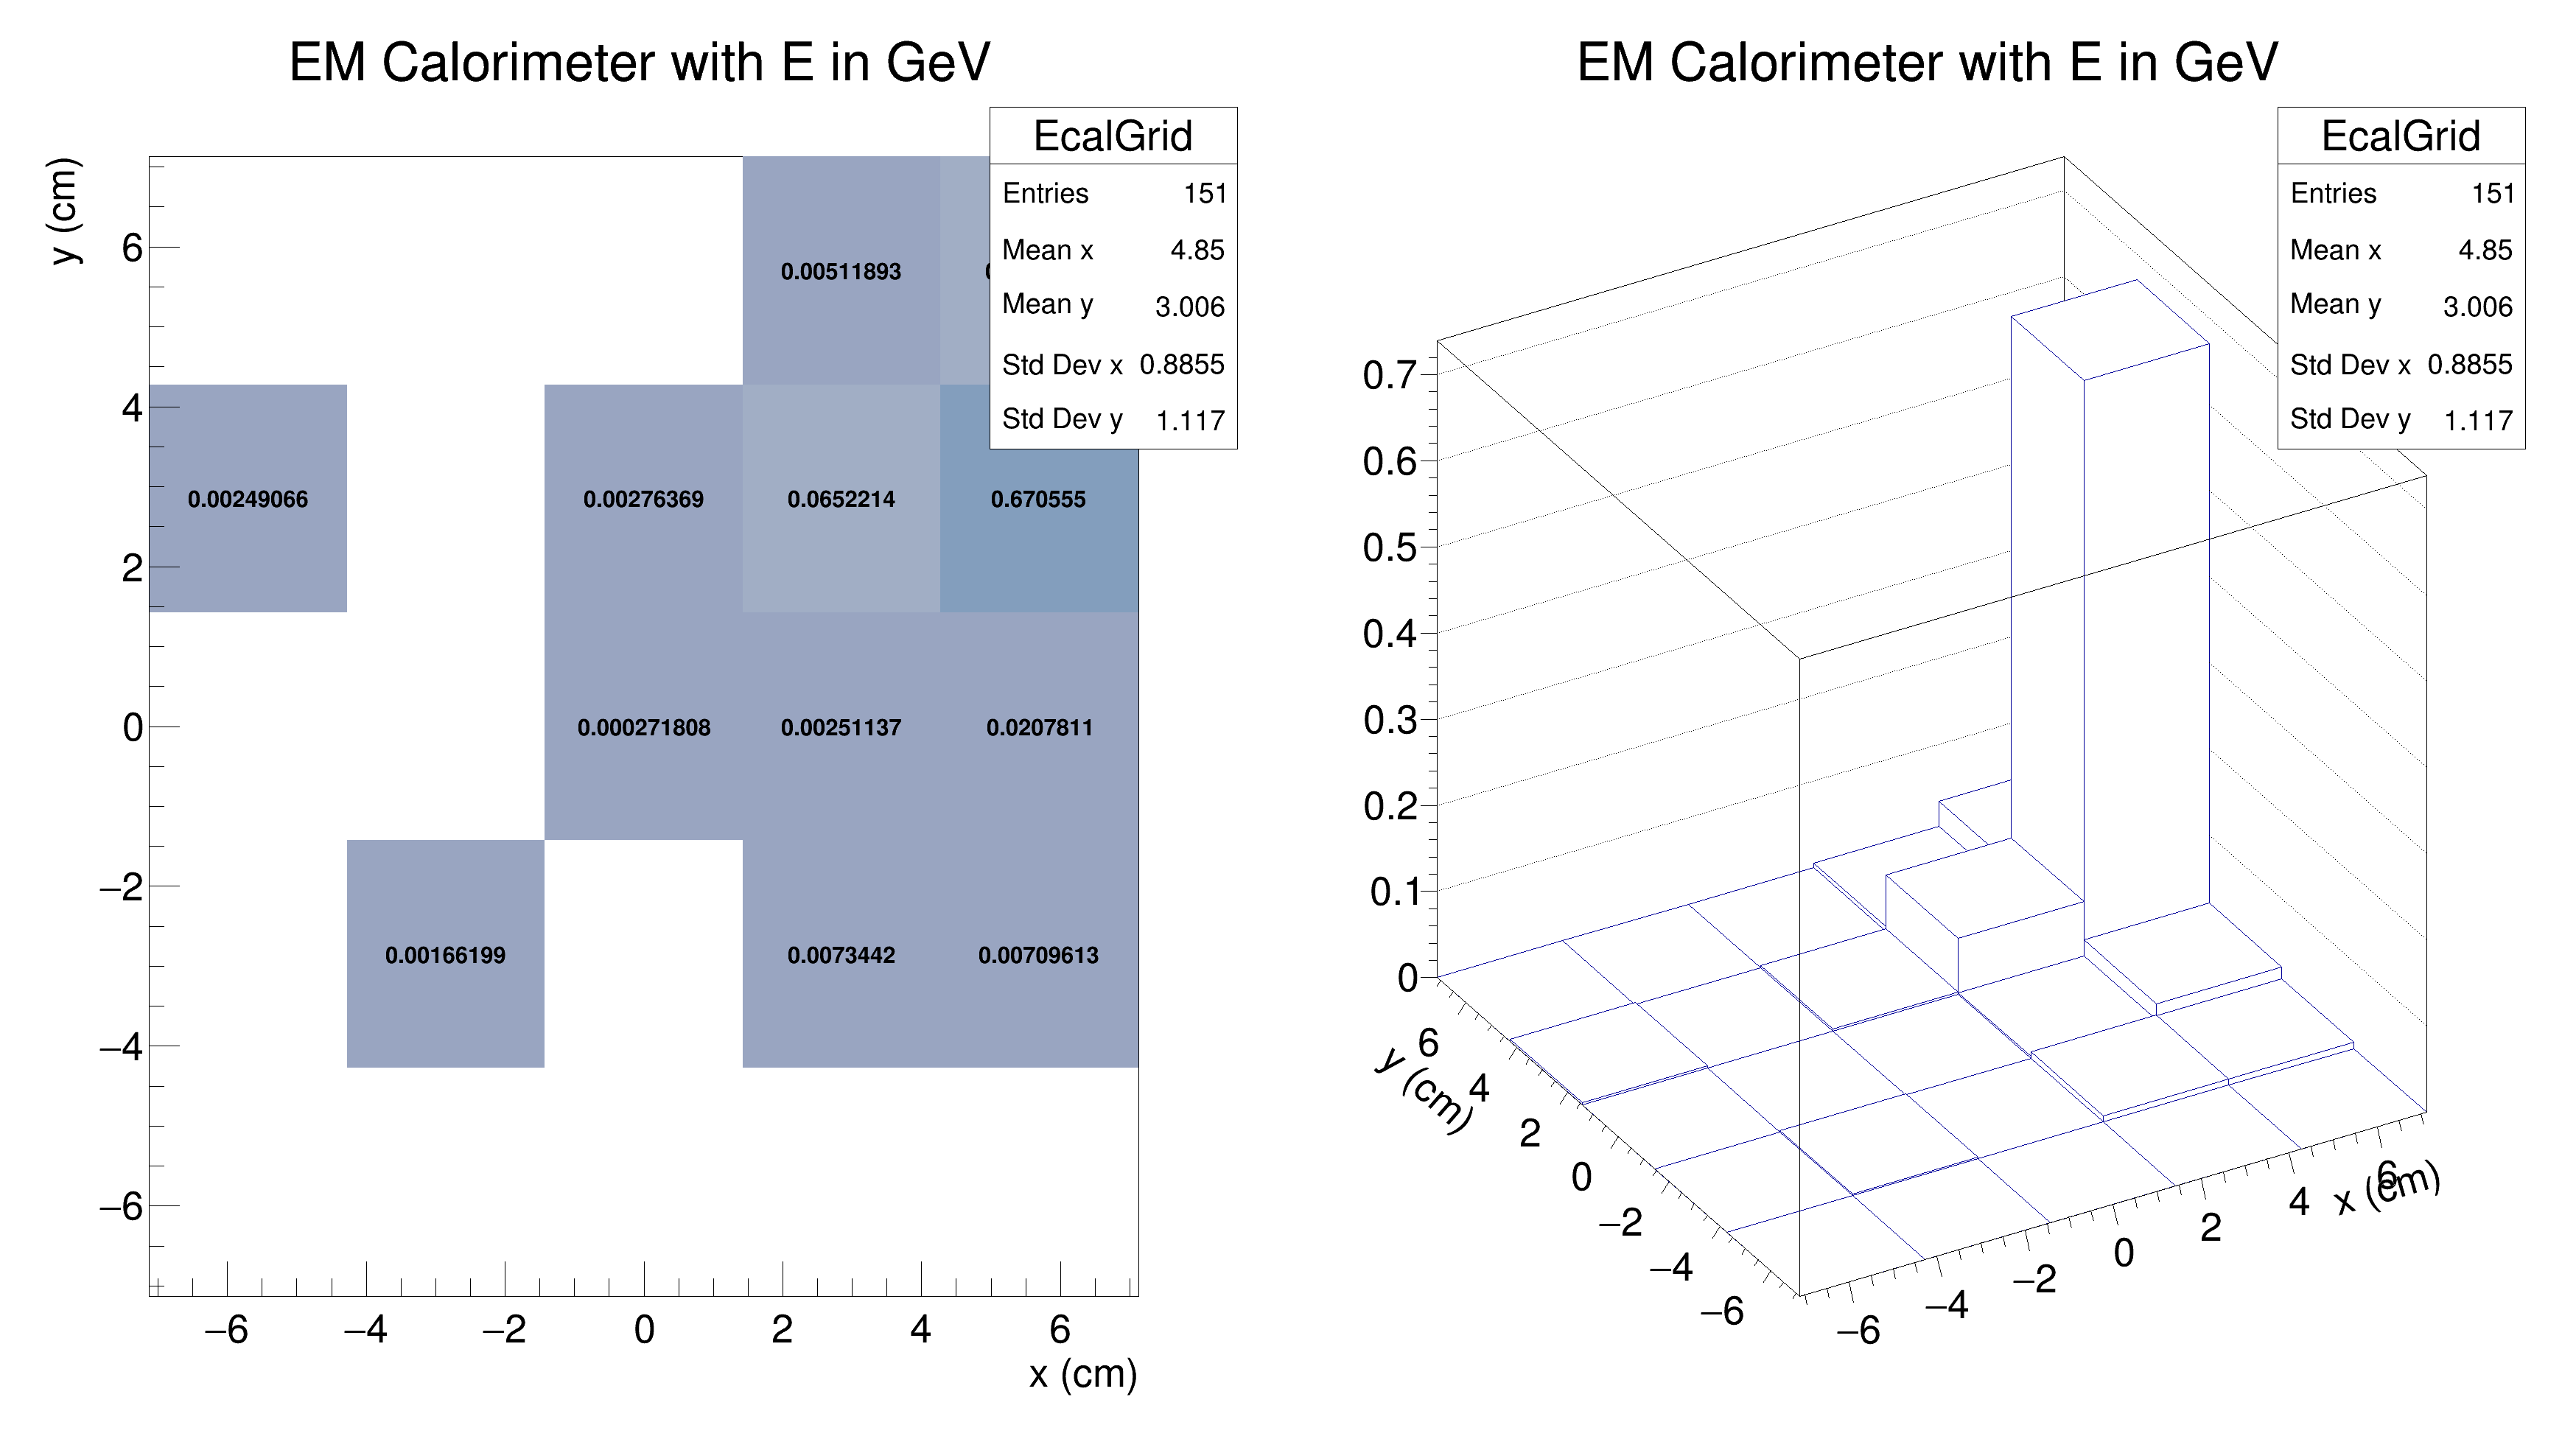 EM Calorimeter with E in GeV
EcalGrid
Entries 151
Mean x 4.85
Mean y 3.006
Std Dev x 0.8855
Std Dev y 1.117
y (cm)
6
4
2
0
−2
−4
−6
0.00511893
0.00249066 0.00276369 0.0652214 0.670555
0.000271808 0.00251137 0.0207811
0.00166199 0.0073442 0.00709613
−6 −4 −2 0 2 4 6
x (cm)
EM Calorimeter with E in GeV
EcalGrid
Entries 151
Mean x 4.85
Mean y 3.006
Std Dev x 0.8855
Std Dev y 1.117
0.7
0.6
0.5
0.4
0.3
0.2
0.1
0
y (cm)
6
4
2
0
−2
−4
−6
−6
−4
−2
0
2
4
6
x (cm)